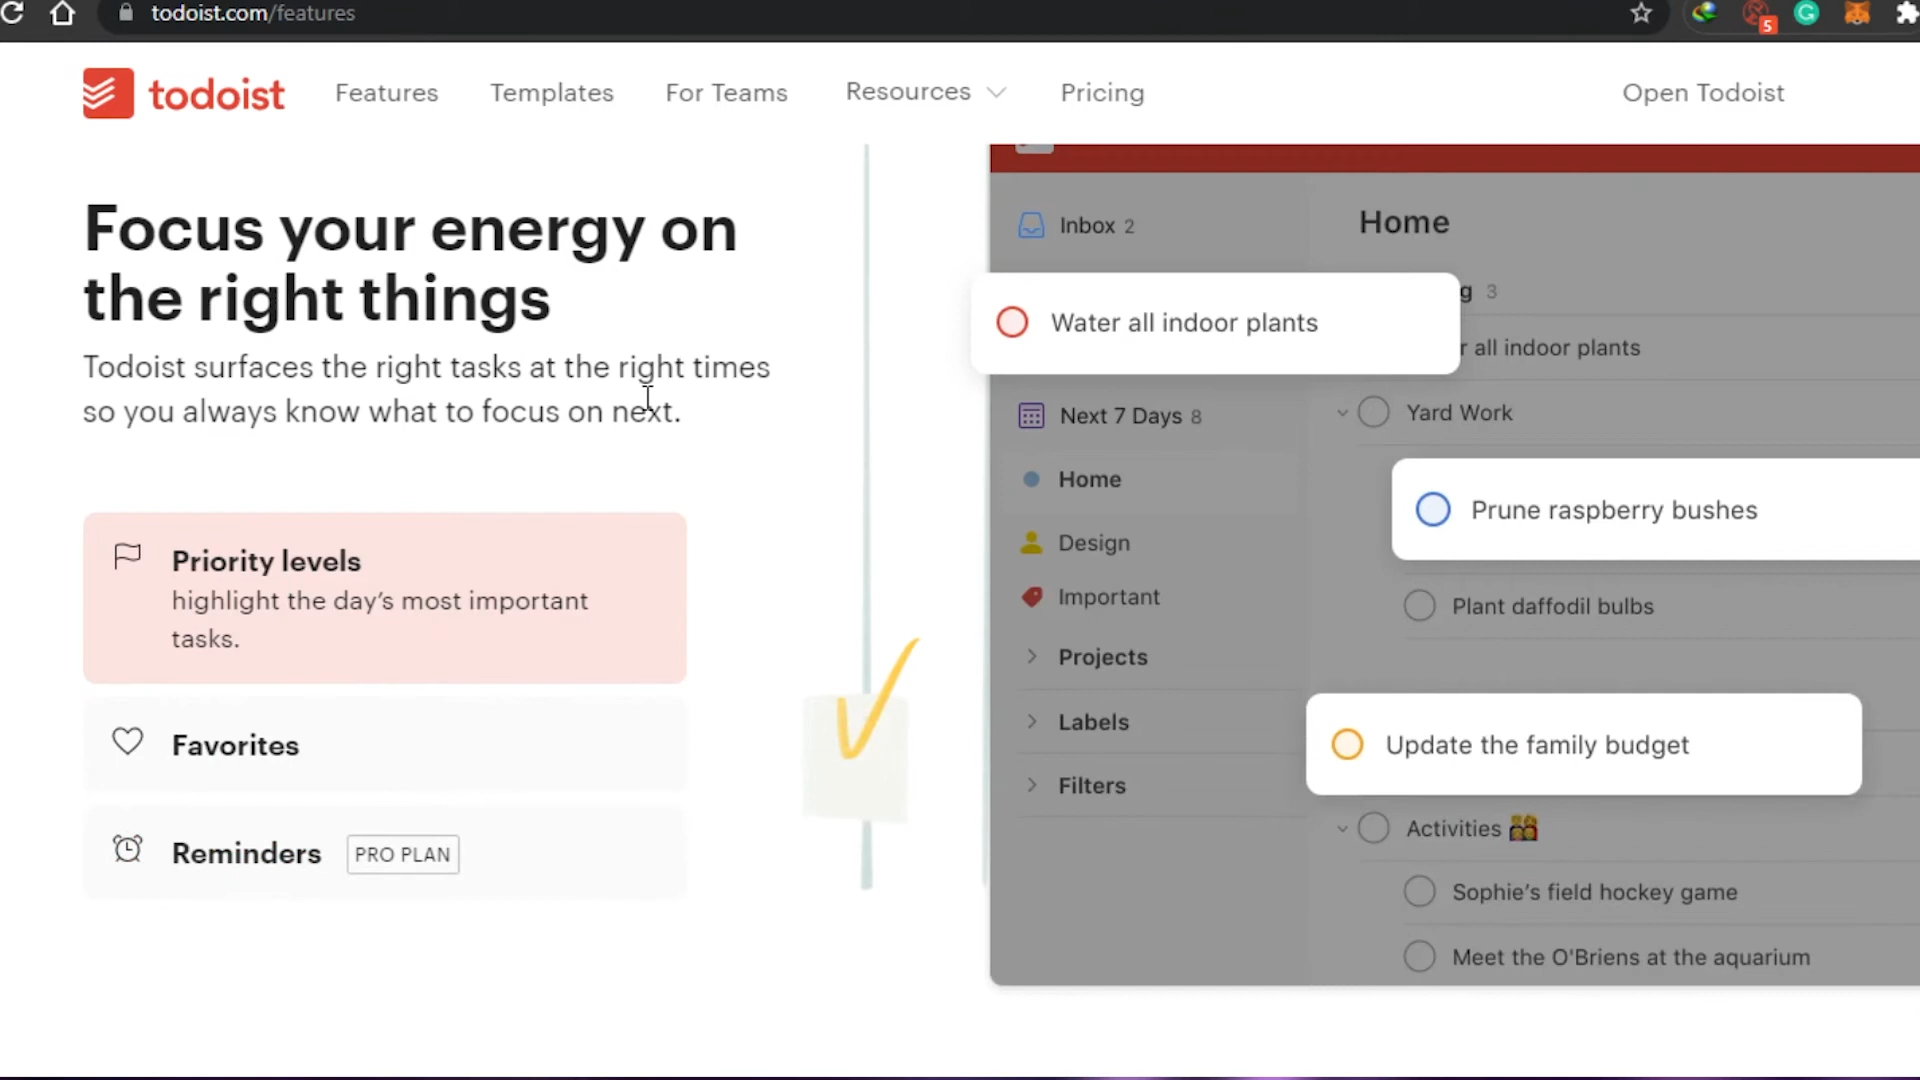 todoist.com/features
5
todoist
Features
Templates
For Teams
Resources
Pricing
Open Todoist
Focus your energy on
the right things
Todoist surfaces the right tasks at the right times
so you always know what to focus on next.
Priority levels
highlight the day’s most important
tasks.
Favorites
Reminders PRO PLAN
Inbox 2
Next 7 Days 8
Home
Design
Important
Projects
Labels
Filters
Home
3
Water all indoor plants
all indoor plants
Yard Work
Prune raspberry bushes
Plant daffodil bulbs
Update the family budget
Activities
Sophie’s field hockey game
Meet the O'Briens at the aquarium